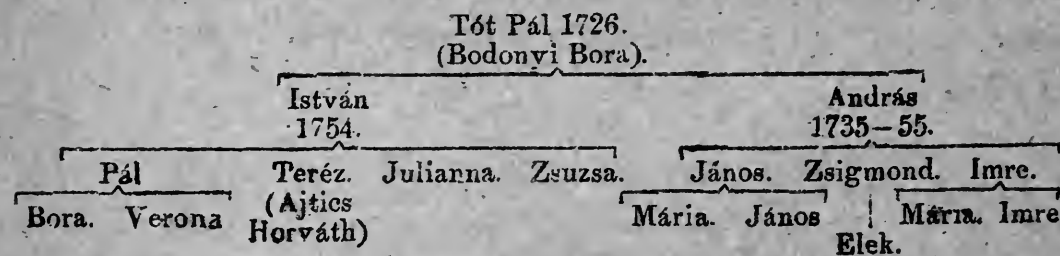 Tót Pál 1726.
(Bodonyi Bora).
István András
1754. 1735–55.
Pál Teréz. Julianna. Zsuzsa. János. Zsigmond. Imre.
Bora. Verona (Ajtics Horváth) Mária. János Elek. Mária. Imre